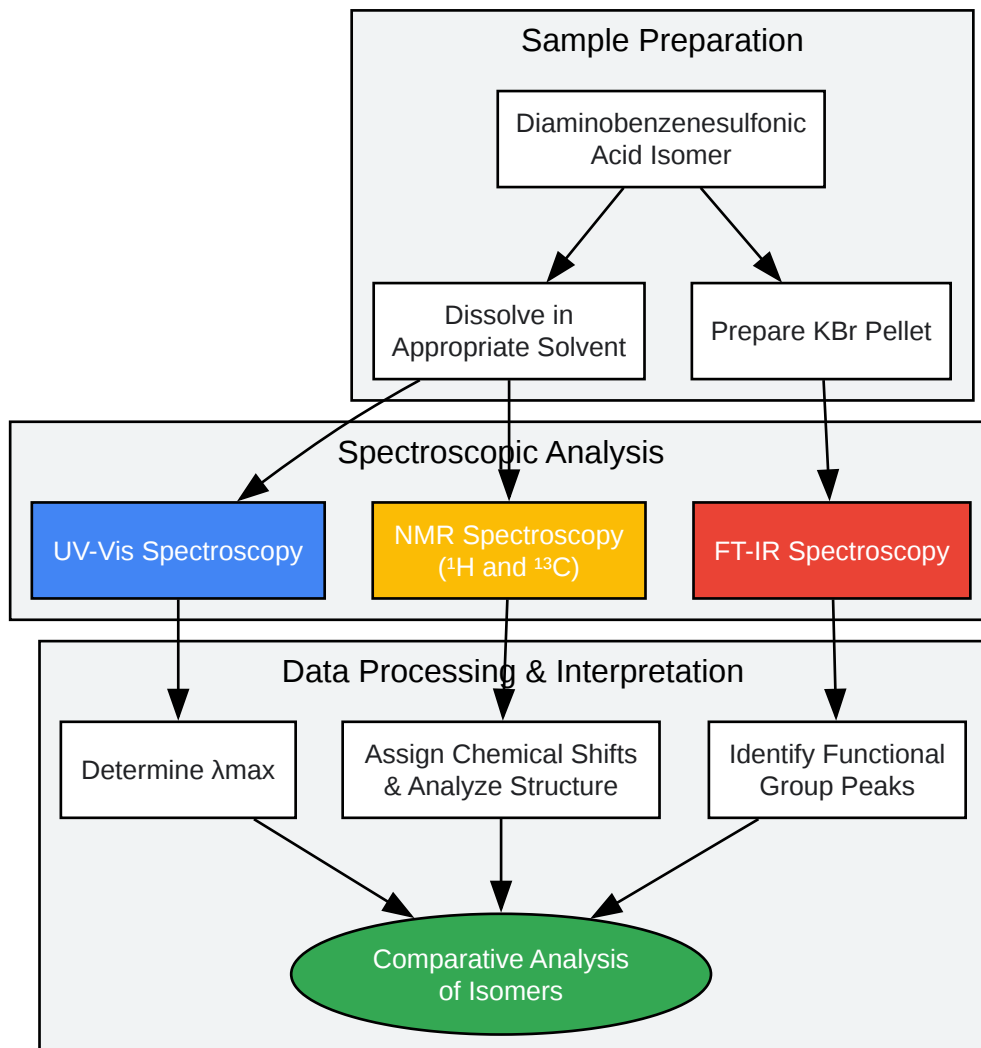 Sample Preparation
Diaminobenzenesulfonic
Acid Isomer
Dissolve in
Appropriate Solvent
Prepare KBr Pellet
Spectroscopic Analysis
UV-Vis Spectroscopy
NMR Spectroscopy
(¹H and ¹³C)
FT-IR Spectroscopy
Data Processing & Interpretation
Determine λmax
Assign Chemical Shifts
& Analyze Structure
Identify Functional
Group Peaks
Comparative Analysis
of Isomers